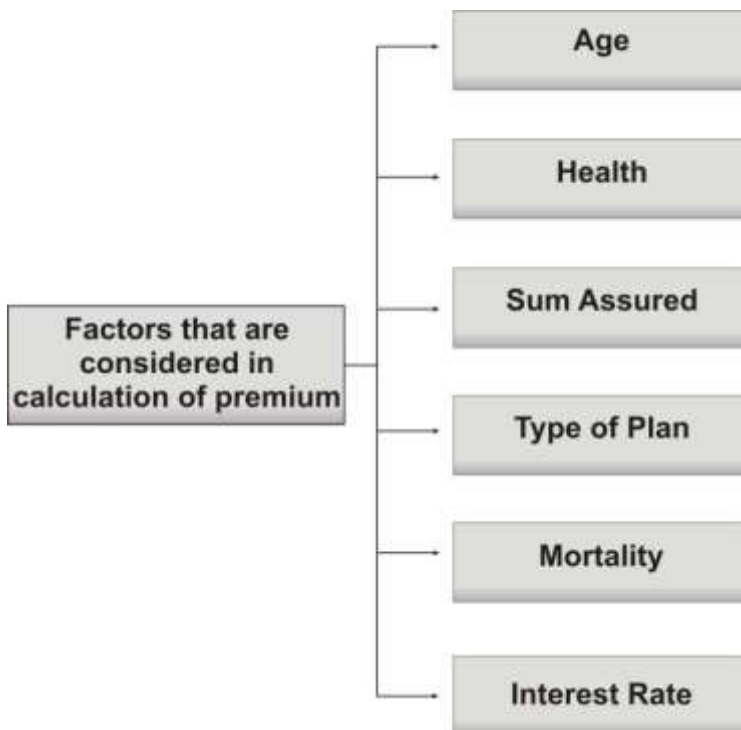 Age
Health
Sum Assured
Factors that are
considered in
calculation of premium
Type of Plan
Mortality
Interest Rate